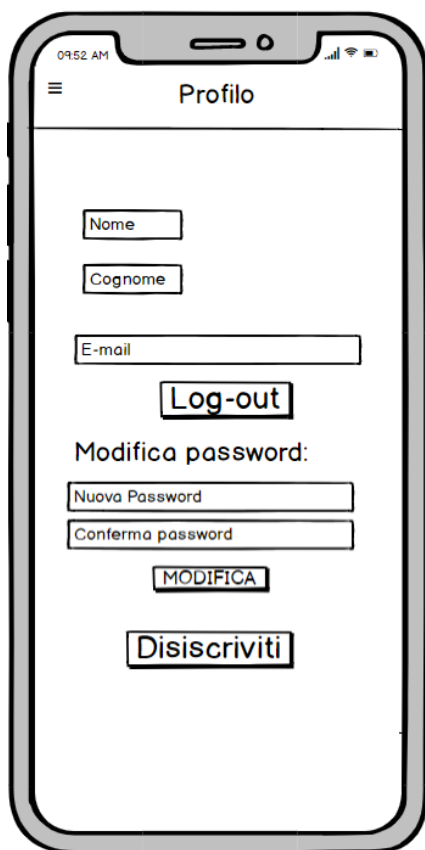 09:52 AM
Profilo
Nome
Cognome
E-mail
Log-out
Modifica password:
Nuova Password
Conferma password
MODIFICA
Disiscriviti